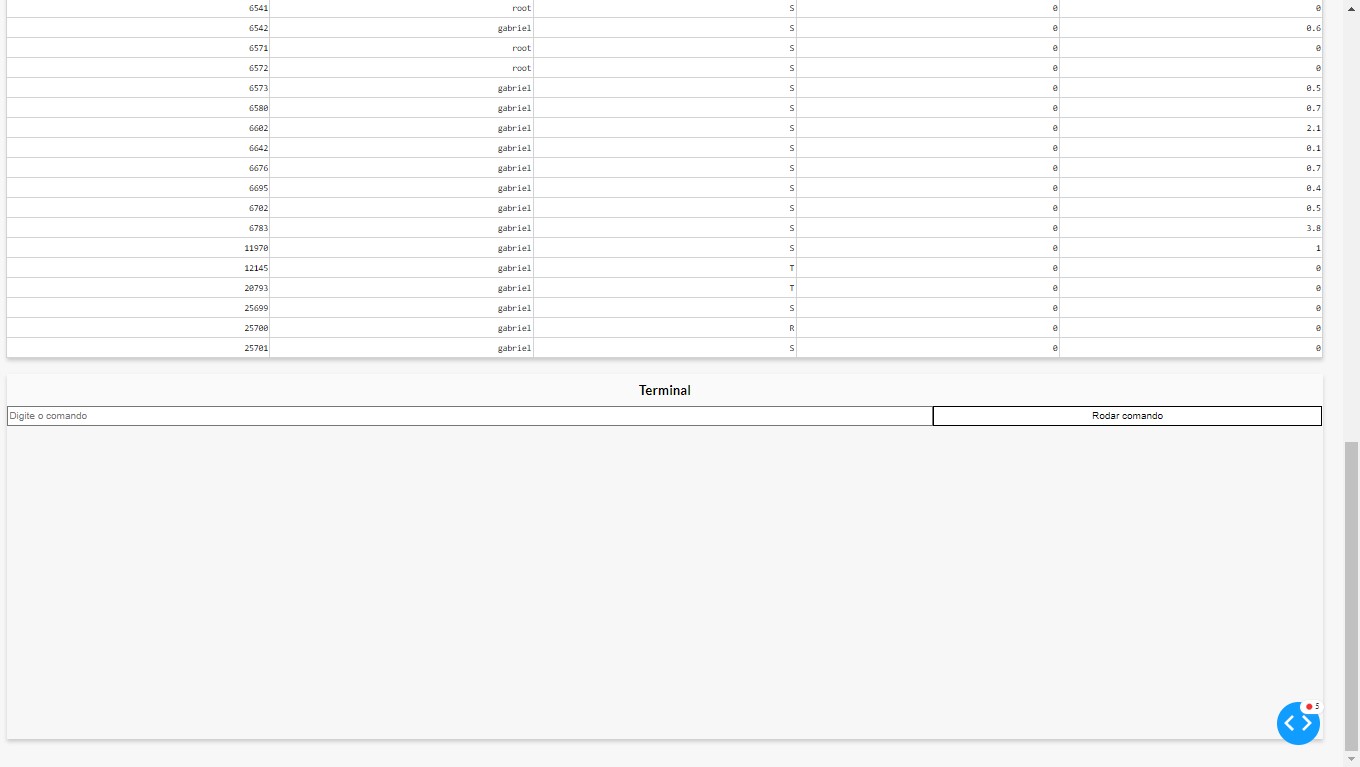 6541 root S 0 0
6542 gabriel S 0 0.6
6571 root S 0 0
6572 root S 0 0
6573 gabriel S 0 0.5
6580 gabriel S 0 0.7
6602 gabriel S 0 2.1
6642 gabriel S 0 0.1
6676 gabriel S 0 0.7
6695 gabriel S 0 0.4
6702 gabriel S 0 0.5
6783 gabriel S 0 3.8
11970 gabriel S 0 1
12145 gabriel T 0 0
20793 gabriel T 0 0
25699 gabriel S 0 0
25700 gabriel R 0 0
25701 gabriel S 0 0
Terminal
Digite o comando Rodar comando
5